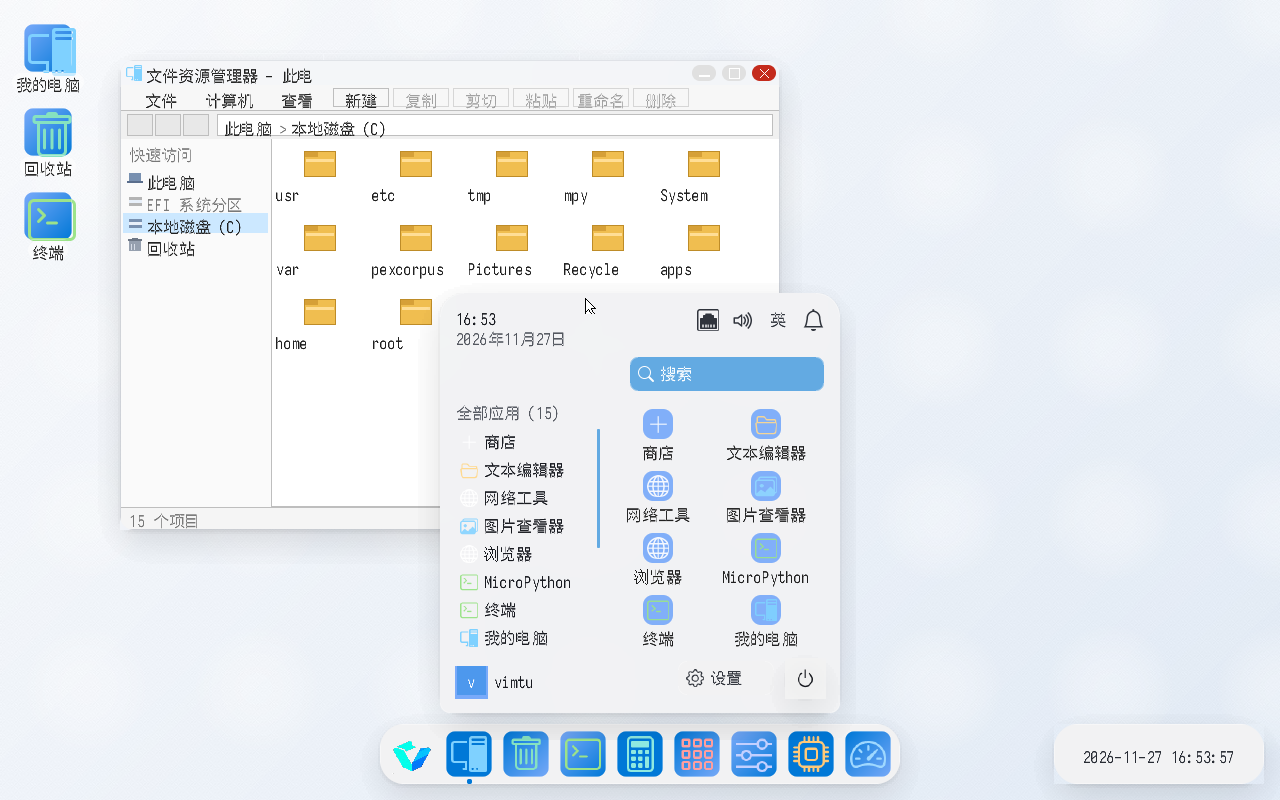 我的电脑
回收站
终端
文件资源管理器 - 此电
文件 计算机 查看 新建 复制 剪切 粘贴 重命名 删除
此电脑 > 本地磁盘 (C)
快速访问
此电脑
EFI 系统分区
本地磁盘 (C)
回收站
usr etc tmp mpy System
var pexcorpus Pictures Recycle apps
home root
15 个项目
16:53
2026年11月27日
英
搜索
全部应用 (15)
商店
文本编辑器
网络工具
图片查看器
浏览器
MicroPython
终端
我的电脑
商店 文本编辑器
网络工具 图片查看器
浏览器 MicroPython
终端 我的电脑
v vimtu
设置
2026-11-27 16:53:57